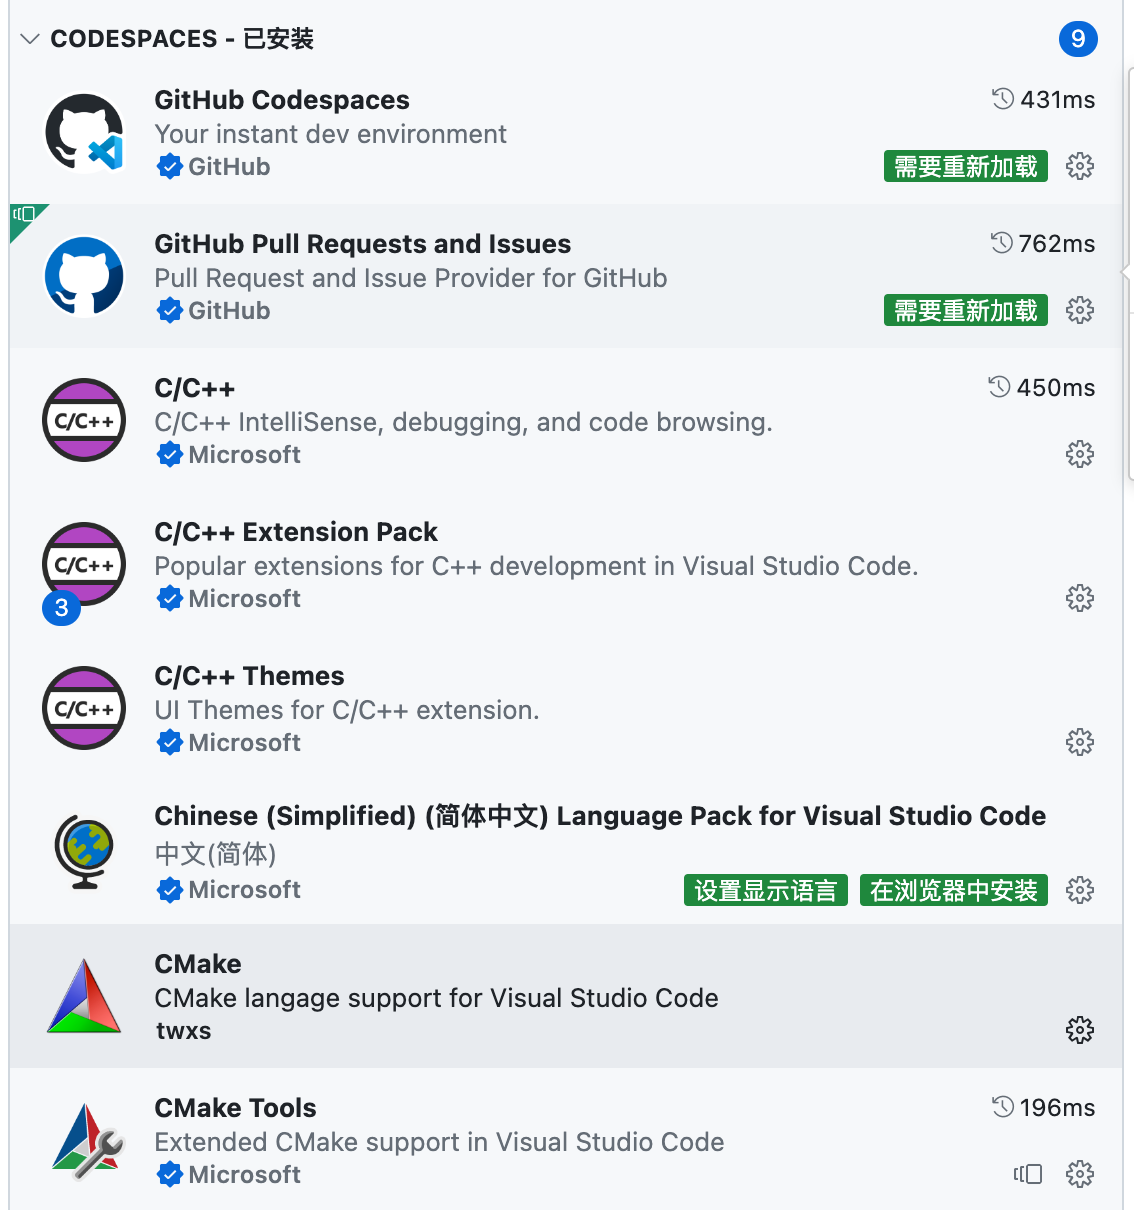 CODESPACES - 已安装
9
GitHub Codespaces
431ms
Your instant dev environment
GitHub
需要重新加载
GitHub Pull Requests and Issues
762ms
Pull Request and Issue Provider for GitHub
GitHub
需要重新加载
C/C++
C/C++
450ms
C/C++ IntelliSense, debugging, and code browsing.
Microsoft
C/C++
C/C++ Extension Pack
Popular extensions for C++ development in Visual Studio Code.
3
Microsoft
C/C++
C/C++ Themes
UI Themes for C/C++ extension.
Microsoft
Chinese (Simplified) (简体中文) Language Pack for Visual Studio Code
中文(简体)
Microsoft
设置显示语言
在浏览器中安装
CMake
CMake langage support for Visual Studio Code
twxs
CMake Tools
196ms
Extended CMake support in Visual Studio Code
Microsoft